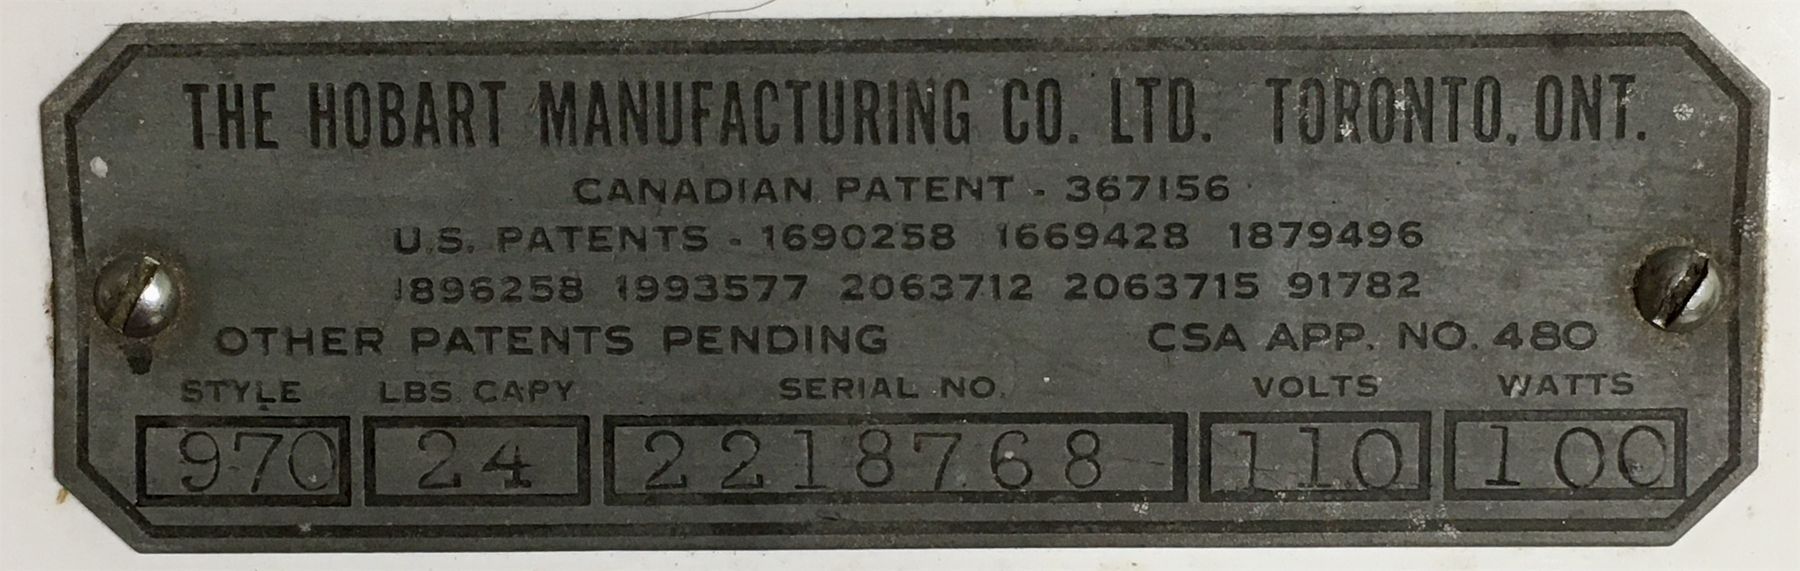 THE HOBART MANUFACTURING CO. LTD. TORONTO, ONT.
CANADIAN PATENT - 367156
U.S. PATENTS - 1690258 1669428 1879496
1896258 1993577 2063712 2063715 91782
OTHER PATENTS PENDING CSA APP. NO. 480
STYLE LBS. CAPY SERIAL NO. VOLTS WATTS
970 24 2218768 110 100